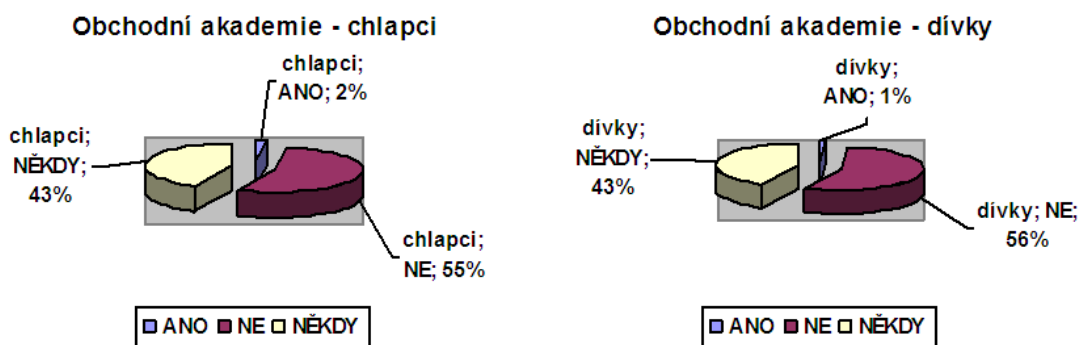 Obchodní akademie - chlapci
chlapci;
ANO; 2%
chlapci;
NĚKDY;
43%
chlapci;
NE; 55%
ANO NE NĚKDY
Obchodní akademie - dívky
dívky;
ANO; 1%
dívky;
NĚKDY;
43%
dívky; NE;
56%
ANO NE NĚKDY